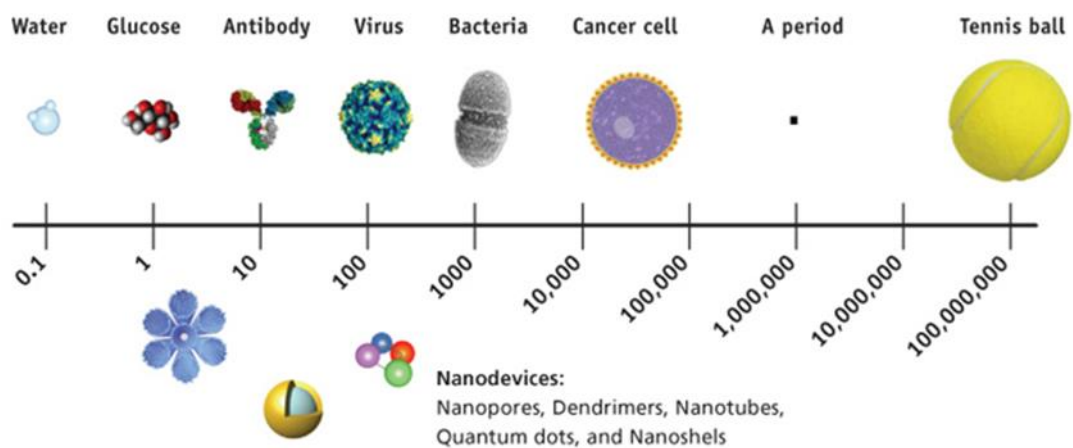 Water Glucose Antibody Virus Bacteria Cancer cell A period Tennis ball
0.1 1 10 100 1000 10,000 100,000 1,000,000 10,000,000 100,000,000
Nanodevices:
Nanopores, Dendrimers, Nanotubes,
Quantum dots, and Nanoshels